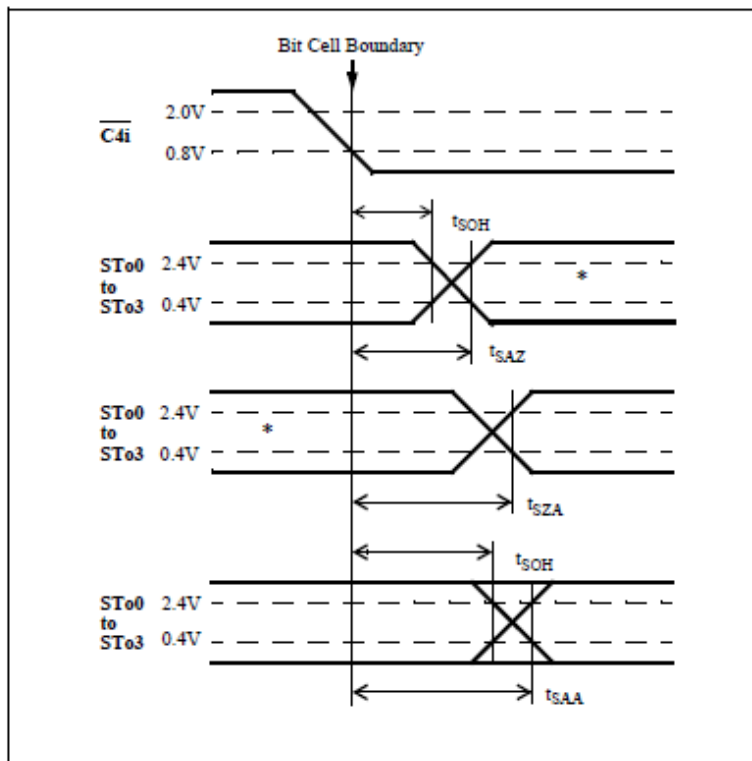 Bit Cell Boundary
2.0V
C4i
0.8V
tSOH
STo0 2.4V
to
STo3 0.4V
*
tSAZ
STo0 2.4V
to
STo3 0.4V
*
tSZA
tSOH
STo0 2.4V
to
STo3 0.4V
tSAA